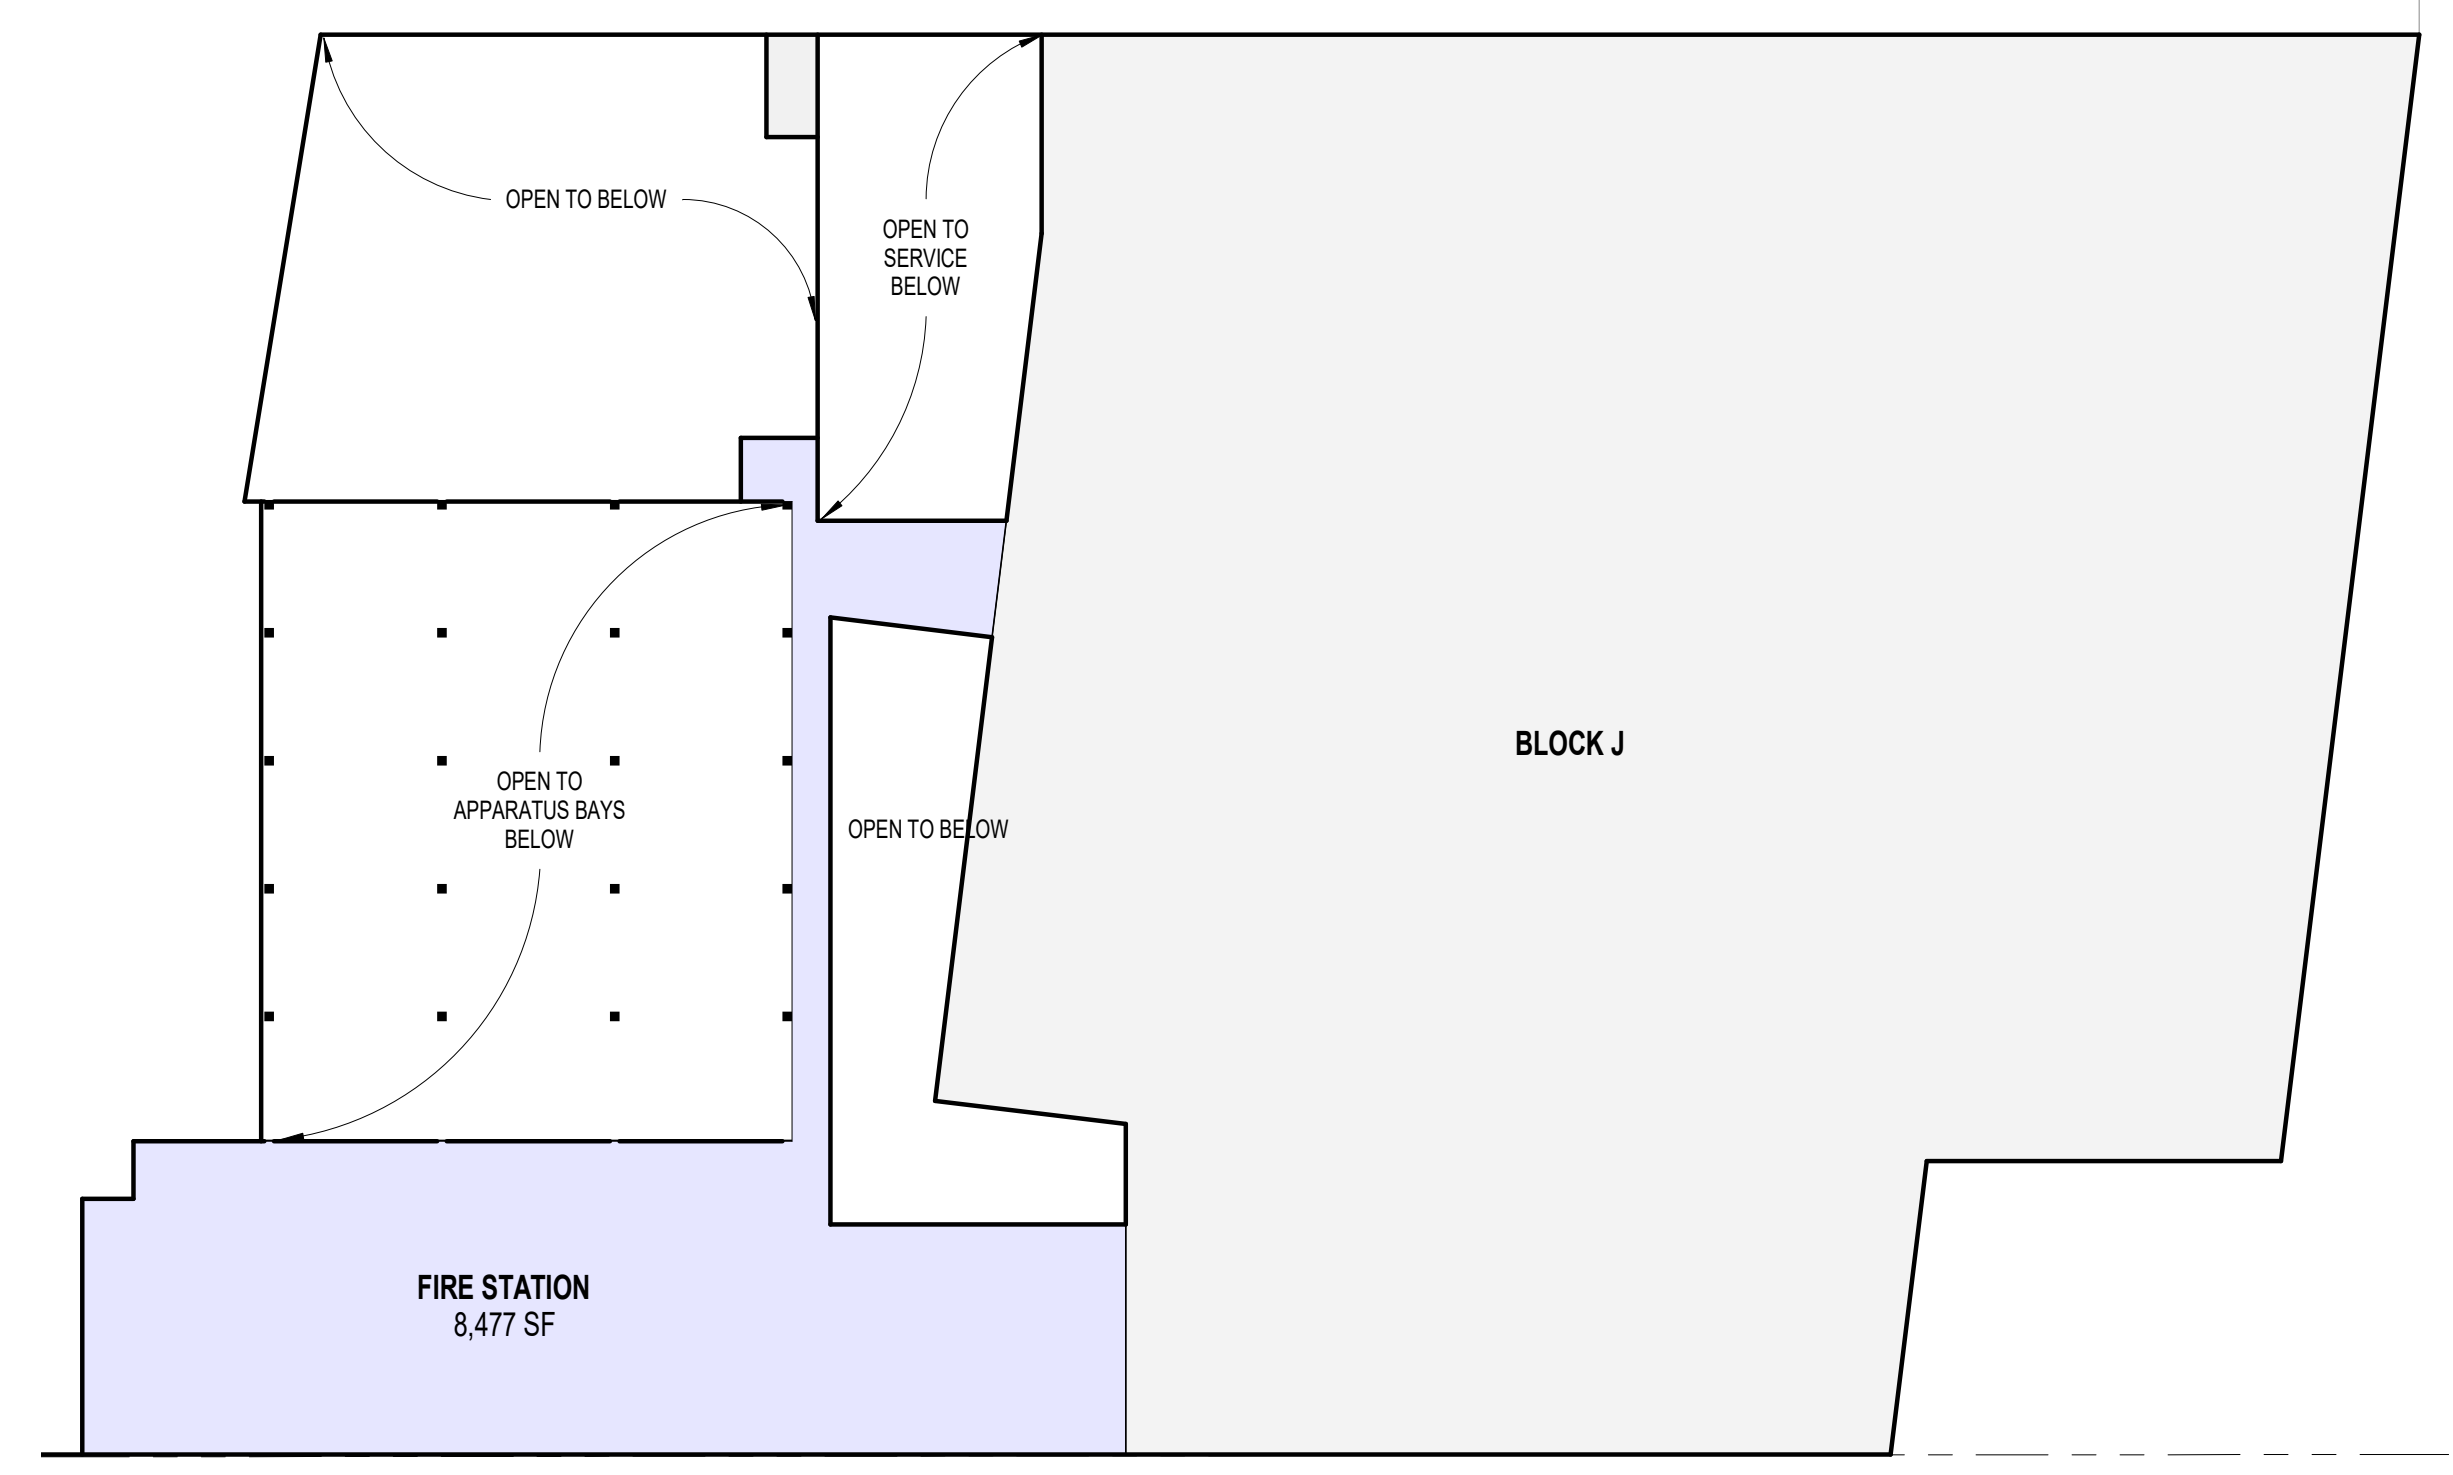 OPEN TO BELOW
OPEN TO
SERVICE
BELOW
BLOCK J
OPEN TO
APPARATUS BAYS
BELOW
OPEN TO BELOW
FIRE STATION
8,477 SF